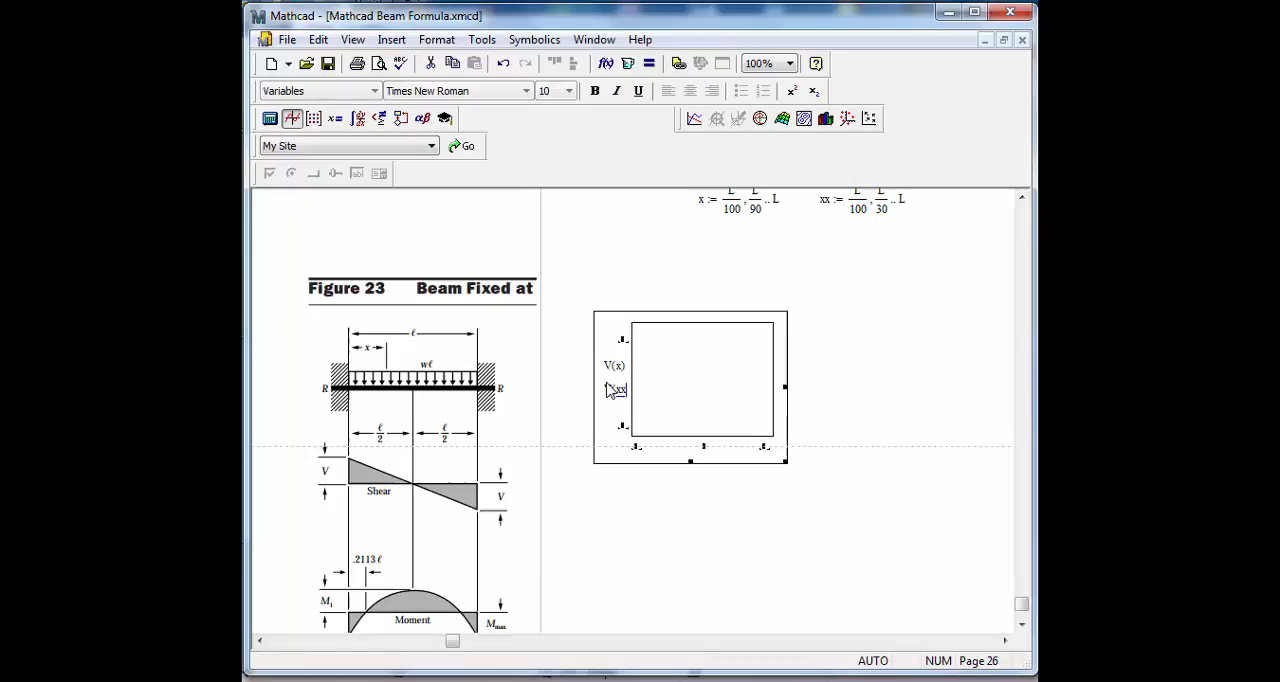 Mathcad - [Mathcad Beam Formula.xmcd]
File Edit View Insert Format Tools Symbolics Window Help
100%
Variables Times New Roman 10 B I U
My Site Go
x := L/100 , L/90 .. L xx := L/100 , L/30 .. L
Figure 23 Beam Fixed at
ℓ
x
wℓ
R R
V(x)
xx
ℓ/2 ℓ/2
V
Shear
V
.2113ℓ
M1
Moment
Mmax
AUTO NUM Page 26